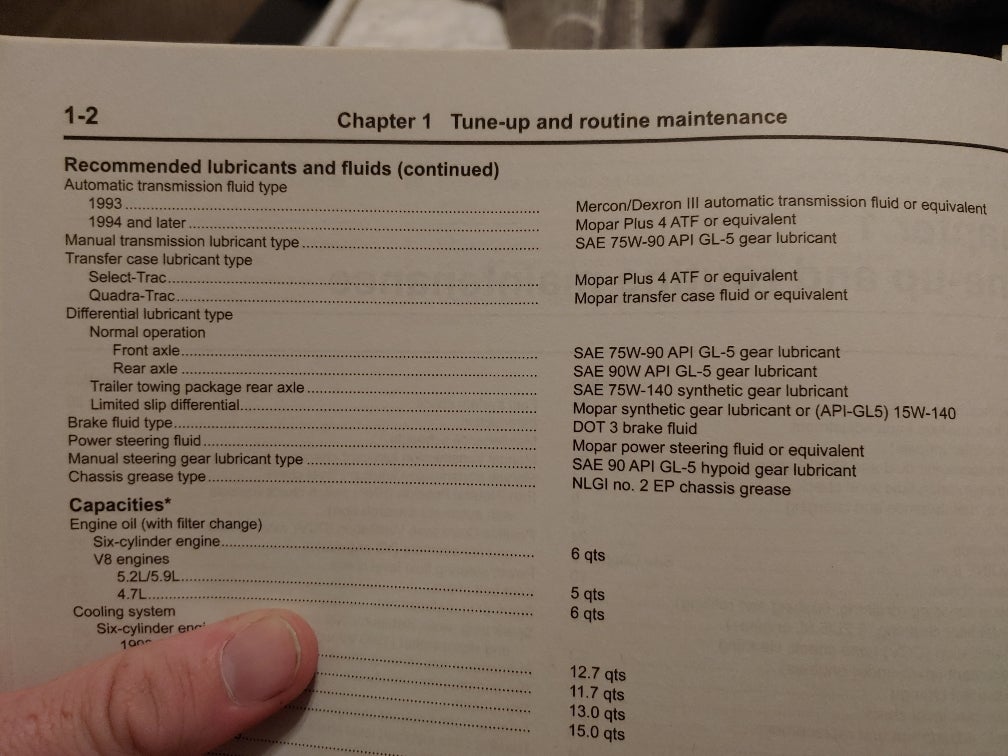 1-2 Chapter 1 Tune-up and routine maintenance
Recommended lubricants and fluids (continued)
Automatic transmission fluid type
1993 Mercon/Dexron III automatic transmission fluid or equivalent
1994 and later Mopar Plus 4 ATF or equivalent
Manual transmission lubricant type SAE 75W-90 API GL-5 gear lubricant
Transfer case lubricant type
Select-Trac Mopar Plus 4 ATF or equivalent
Quadra-Trac Mopar transfer case fluid or equivalent
Differential lubricant type
Normal operation
Front axle SAE 75W-90 API GL-5 gear lubricant
Rear axle SAE 90W API GL-5 gear lubricant
Trailer towing package rear axle SAE 75W-140 synthetic gear lubricant
Limited slip differential Mopar synthetic gear lubricant or (API-GL5) 15W-140
Brake fluid type DOT 3 brake fluid
Power steering fluid Mopar power steering fluid or equivalent
Manual steering gear lubricant type SAE 90 API GL-5 hypoid gear lubricant
Chassis grease type NLGI no. 2 EP chassis grease
Capacities*
Engine oil (with filter change)
Six-cylinder engine 6 qts
V8 engines
5.2L/5.9L 5 qts
4.7L 6 qts
Cooling system
Six-cylinder
12.7 qts
11.7 qts
13.0 qts
15.0 qts